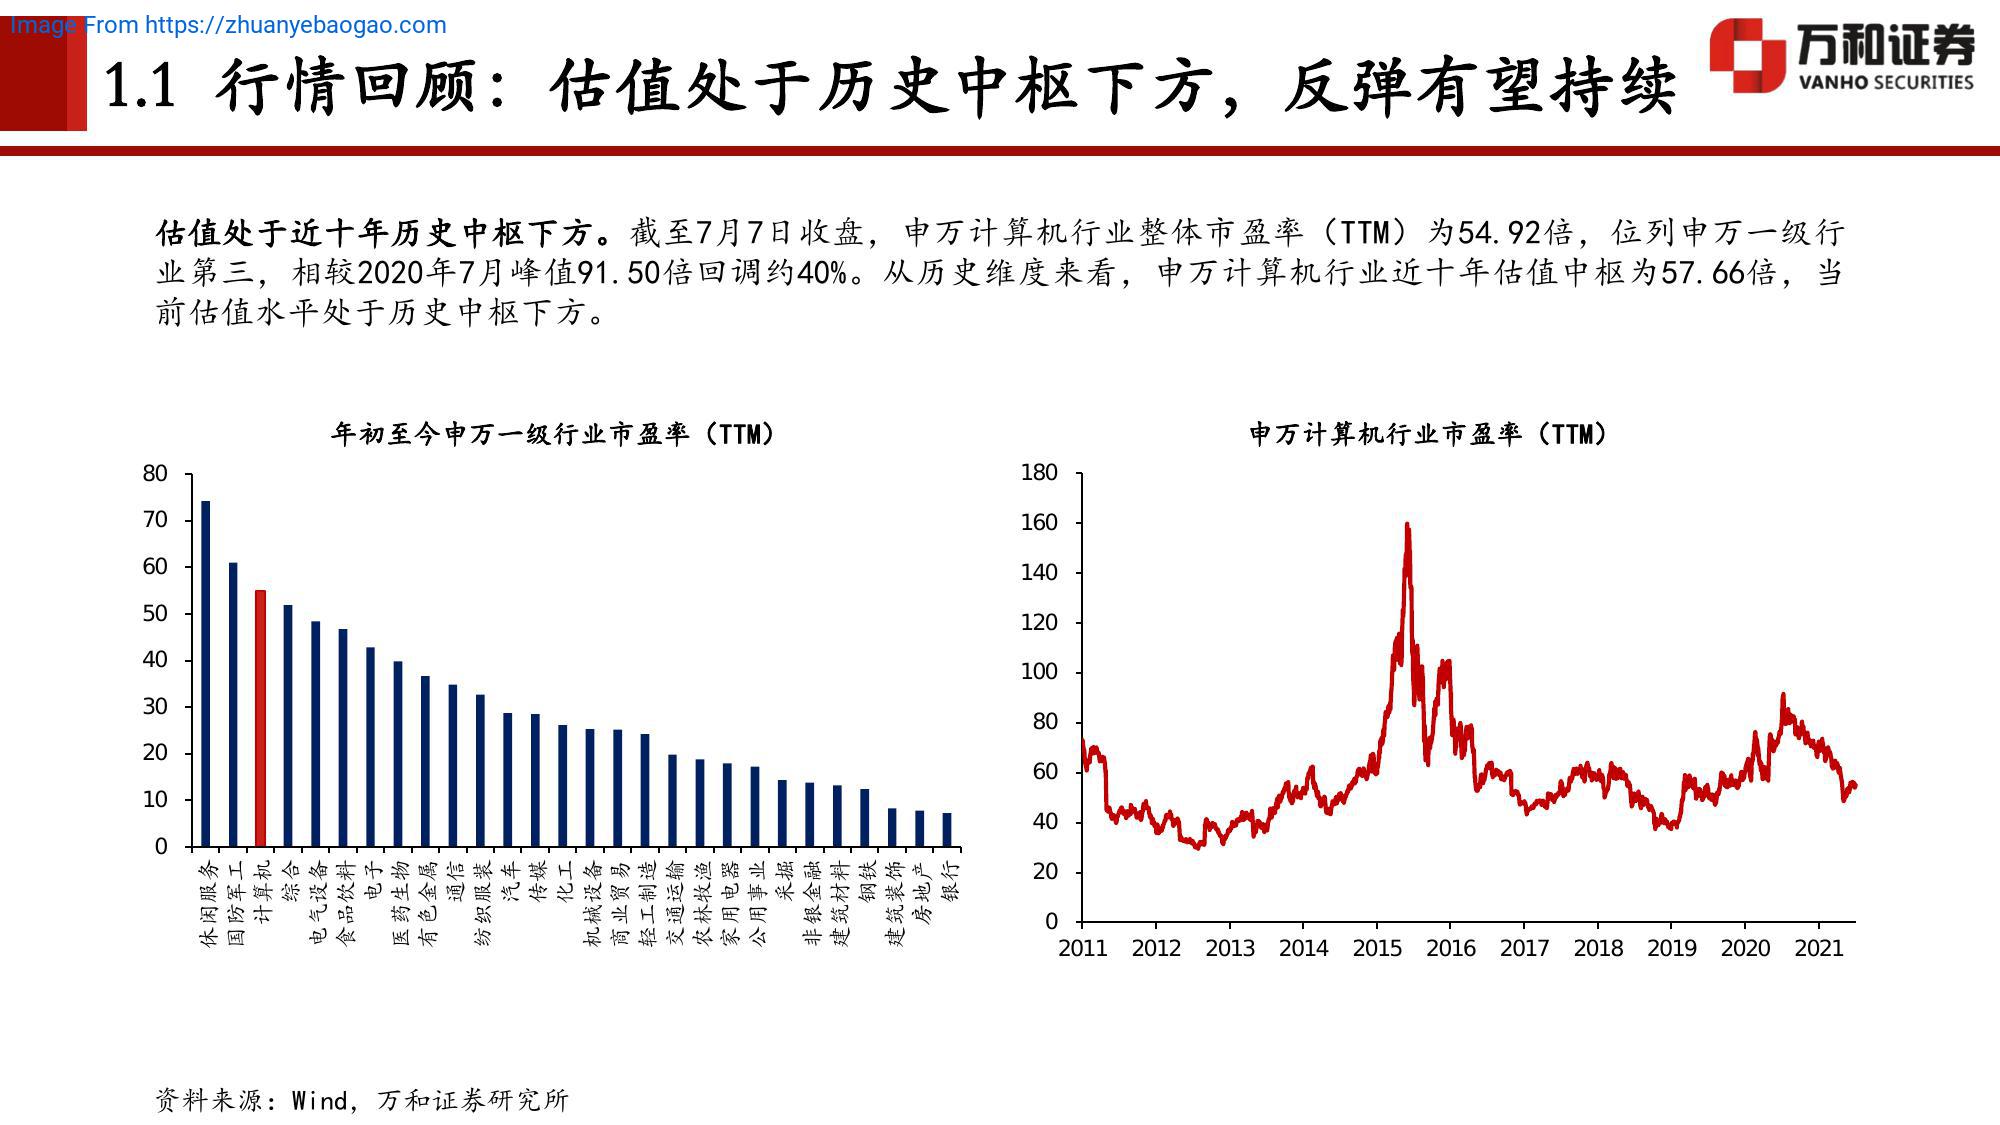 Image From https://zhuanyebaogao.com
1.1 行情回顾：估值处于历史中枢下方，反弹有望持续
万和证券
VANHO SECURITIES
估值处于近十年历史中枢下方。截至7月7日收盘，申万计算机行业整体市盈率（TTM）为54.92倍，位列申万一级行
业第三，相较2020年7月峰值91.50倍回调约40%。从历史维度来看，申万计算机行业近十年估值中枢为57.66倍，当
前估值水平处于历史中枢下方。
年初至今申万一级行业市盈率（TTM）
80
70
60
50
40
30
20
10
0
休闲服务
国防军工
计算机
综合
电气设备
食品饮料
电子
医药生物
有色金属
通信
纺织服装
汽车
传媒
化工
机械设备
商业贸易
轻工制造
交通运输
农林牧渔
家用电器
公用事业
采掘
非银金融
建筑材料
钢铁
建筑装饰
房地产
银行
申万计算机行业市盈率（TTM）
180
160
140
120
100
80
60
40
20
0
2011 2012 2013 2014 2015 2016 2017 2018 2019 2020 2021
资料来源：Wind，万和证券研究所